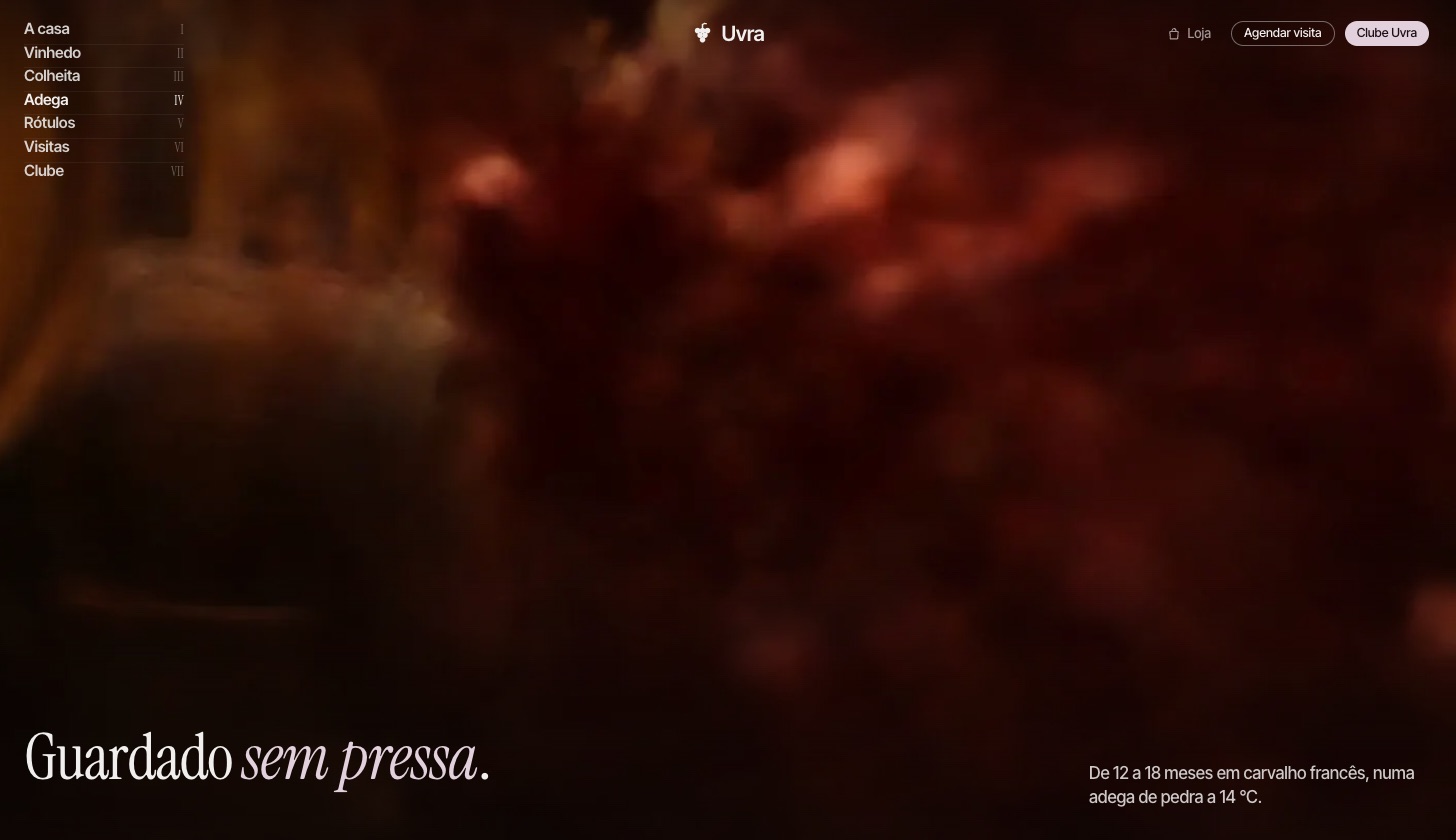 A casa I
Vinhedo II
Colheita III
Adega IV
Rótulos V
Visitas VI
Clube VII
Uvra
Loja
Agendar visita
Clube Uvra
Guardado sem pressa.
De 12 a 18 meses em carvalho francês, numa
adega de pedra a 14 °C.